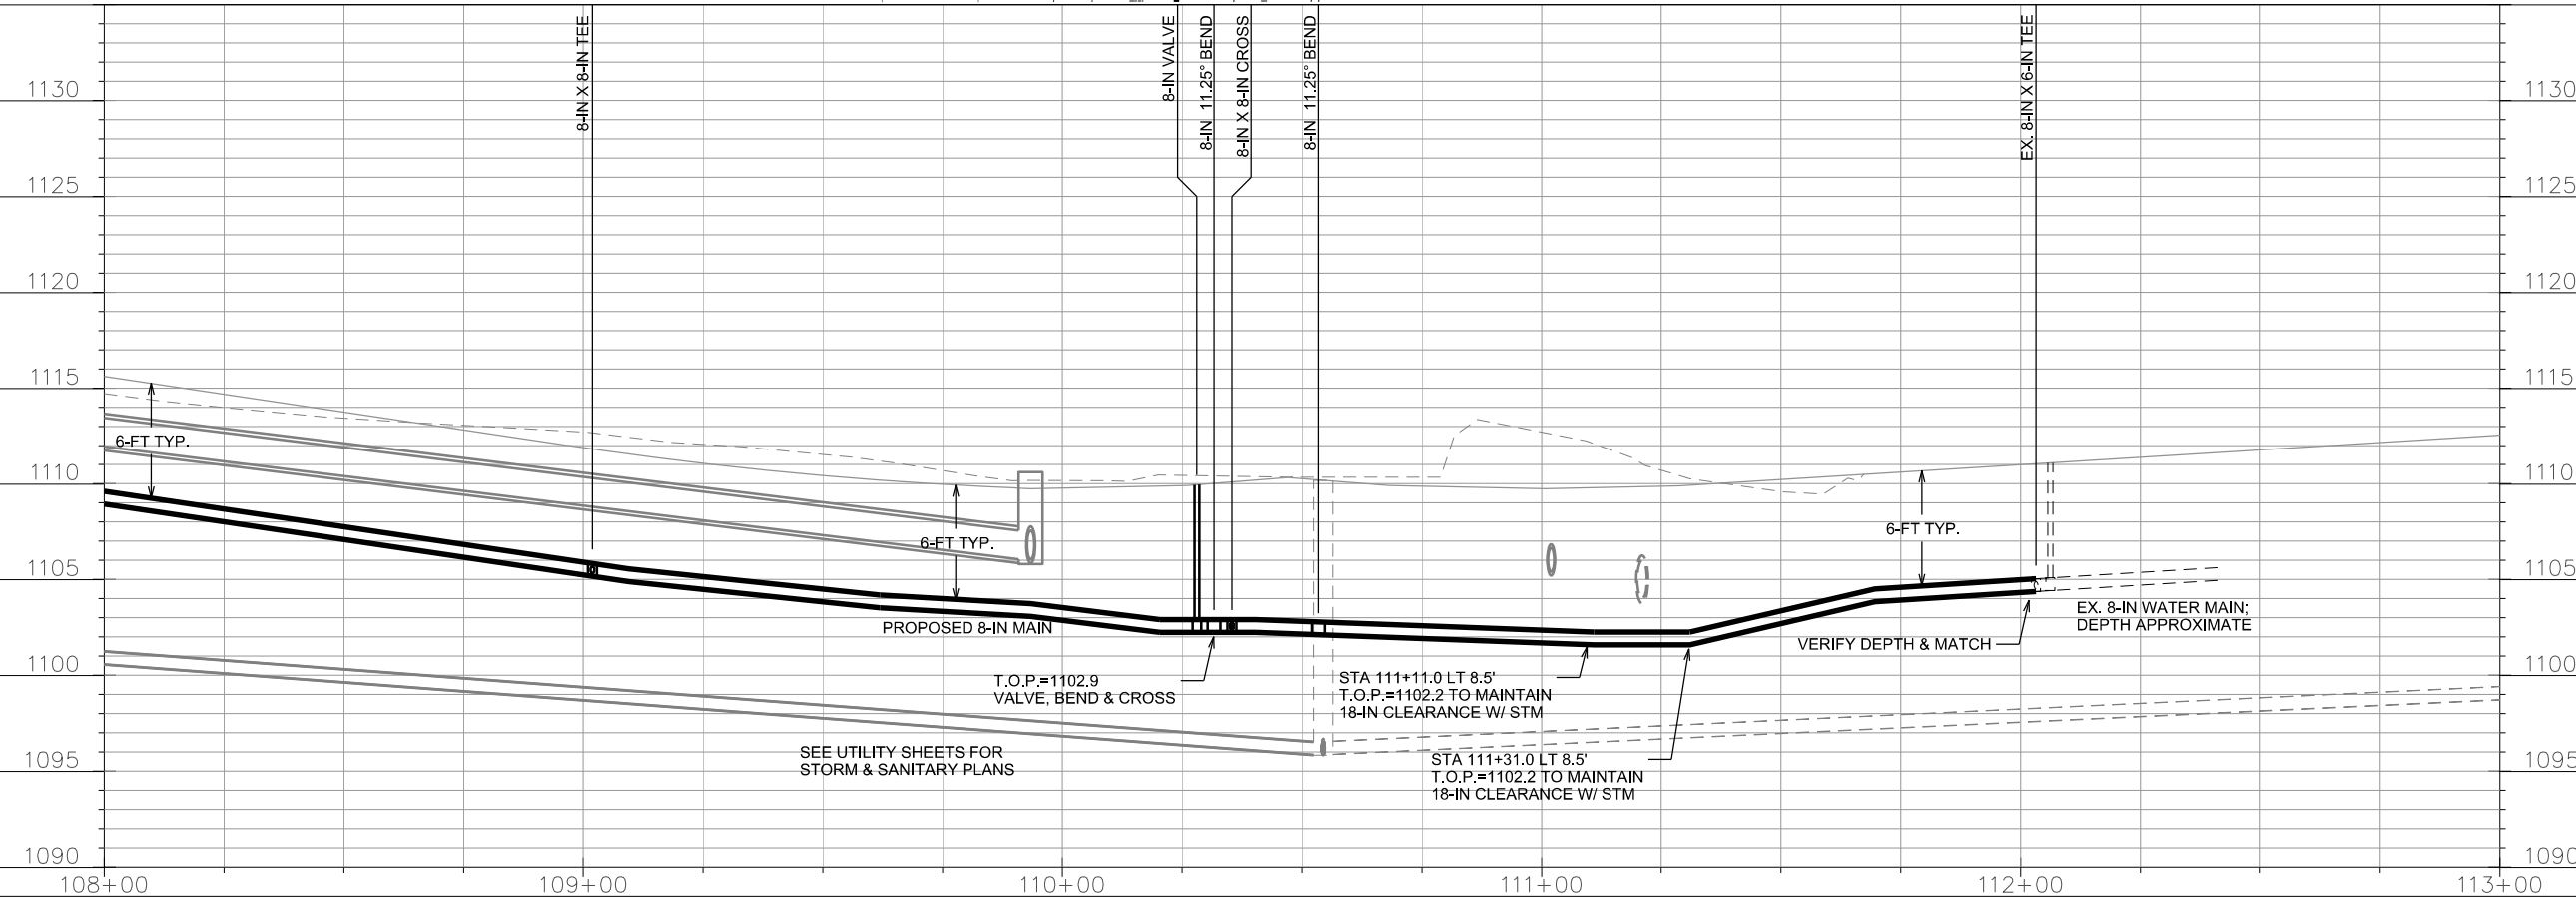 8-IN X 8-IN TEE
8-IN VALVE
8-IN 11.25° BEND
8-IN X 8-IN CROSS
8-IN 11.25° BEND
EX. 8-IN X 6-IN TEE
1130
1130
1125
1125
1120
1120
1115
1115
6-FT TYP.
1110
1110
6-FT TYP.
6-FT TYP.
1105
1105
PROPOSED 8-IN MAIN
EX. 8-IN WATER MAIN;
DEPTH APPROXIMATE
VERIFY DEPTH & MATCH
1100
1100
T.O.P.=1102.9
VALVE, BEND & CROSS
STA 111+11.0 LT 8.5'
T.O.P.=1102.2 TO MAINTAIN
18-IN CLEARANCE W/ STM
SEE UTILITY SHEETS FOR
STORM & SANITARY PLANS
STA 111+31.0 LT 8.5'
T.O.P.=1102.2 TO MAINTAIN
18-IN CLEARANCE W/ STM
1095
1095
1090
1090
108+00
109+00
110+00
111+00
112+00
113+00